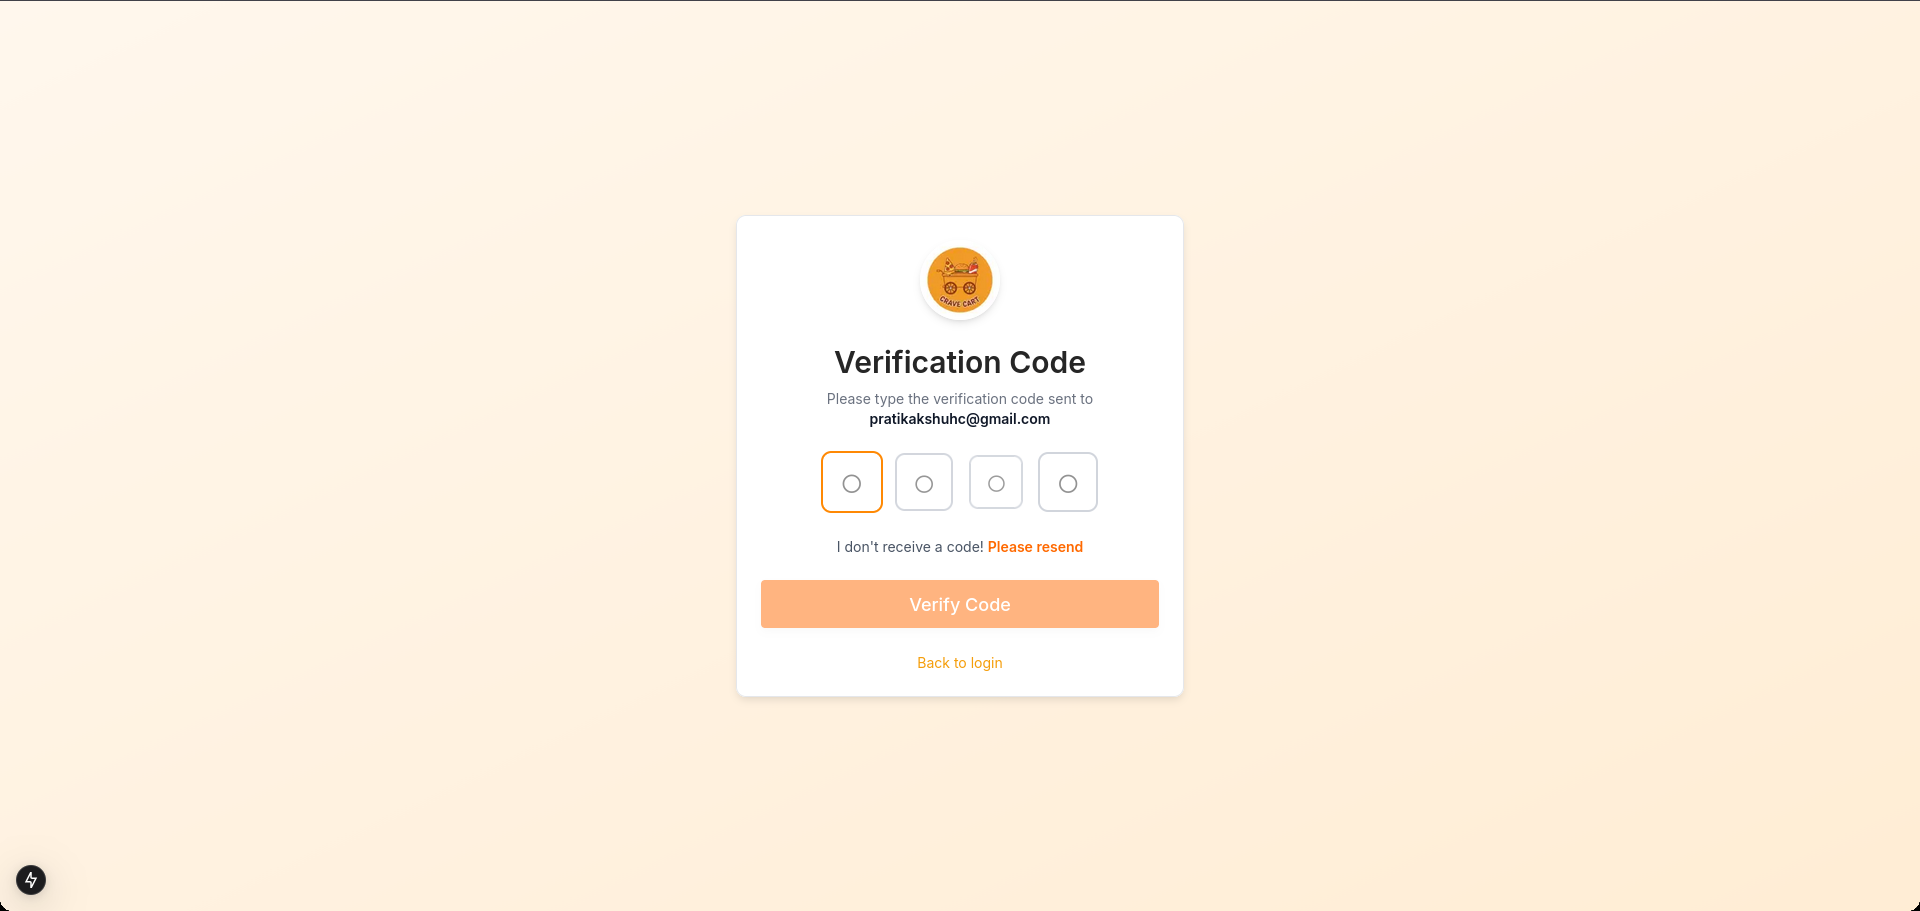 CRAVE CART
Verification Code
Please type the verification code sent to
pratikakshuhc@gmail.com
I don't receive a code! Please resend
Verify Code
Back to login